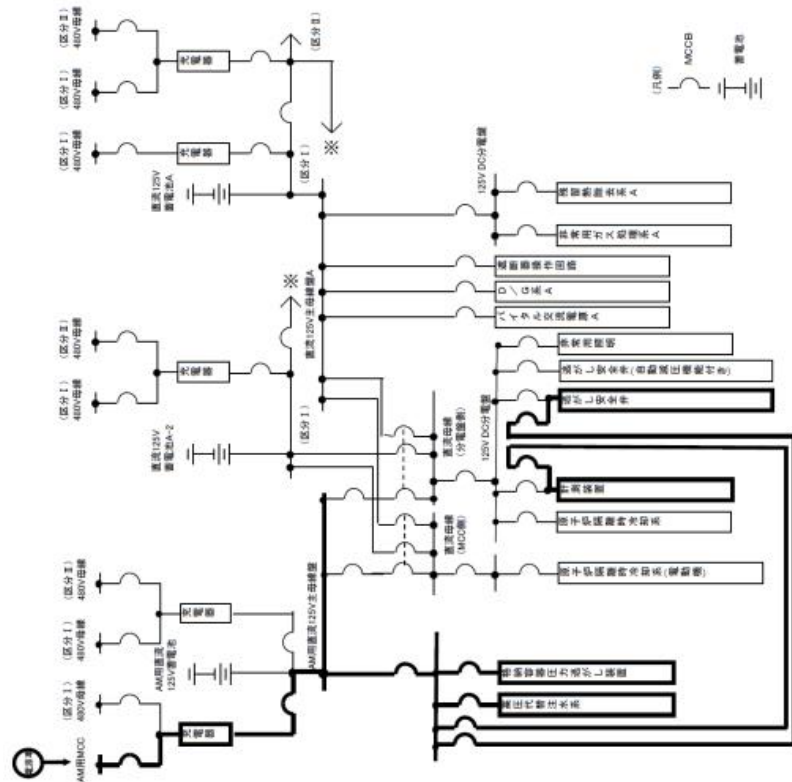 電源車
AM用MCC
(区分Ⅰ)
480V母線
(区分Ⅰ)
480V母線
(区分Ⅱ)
480V母線
(区分Ⅰ)
480V母線
(区分Ⅱ)
480V母線
(区分Ⅰ)
480V母線
(区分Ⅰ)
480V母線
(区分Ⅱ)
480V母線
充電器
充電器
充電器
充電器
充電器
AM用直流
125V蓄電池
直流125V
蓄電池A-2
直流125V
蓄電池A
※
(区分Ⅰ)
(区分Ⅰ)
(区分Ⅱ)
※
AM用直流125V主母線盤
直流125V主母線盤A
直流母線
(MCC側)
直流母線
(分電盤側)
125V DC分電盤
125V DC分電盤
格納容器圧力逃がし装置
高圧代替注水系
原子炉隔離時冷却系(電動機)
原子炉隔離時冷却系
計測装置
逃がし安全弁
逃がし安全弁(自動減圧機能付き)
非常用照明
バイタル交流電源A
D/G系A
遮断器操作回路
非常用ガス処理系A
残留熱除去系A
(凡例)
MCCB
蓄電池